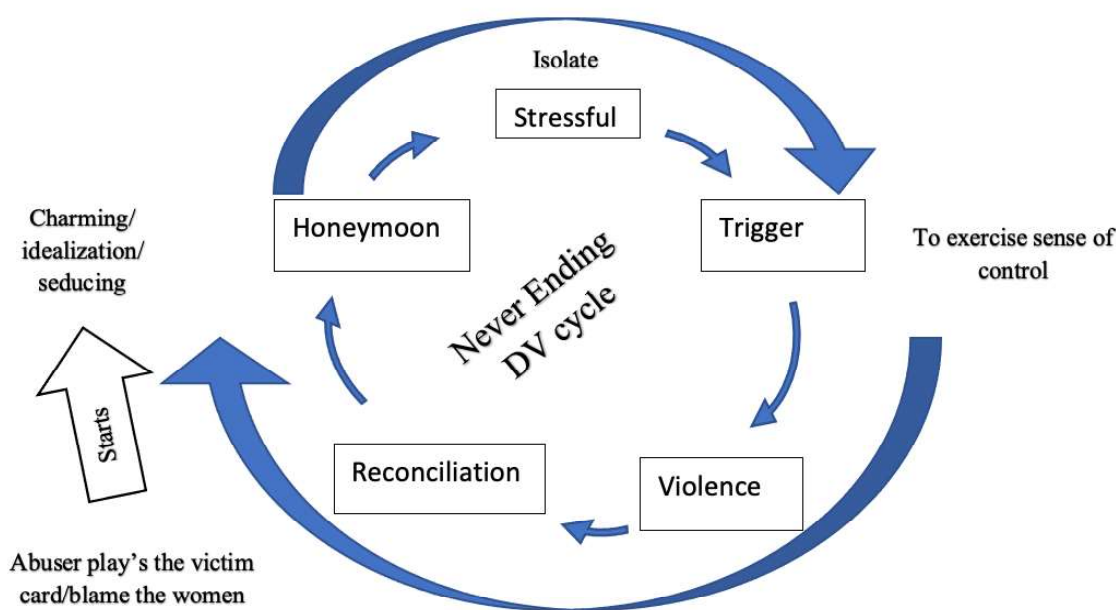 Isolate
Stressful
Honeymoon
Trigger
Charming/
idealization/
seducing
To exercise sense of
control
Never Ending
DV cycle
Starts
Reconciliation
Violence
Abuser play’s the victim
card/blame the women